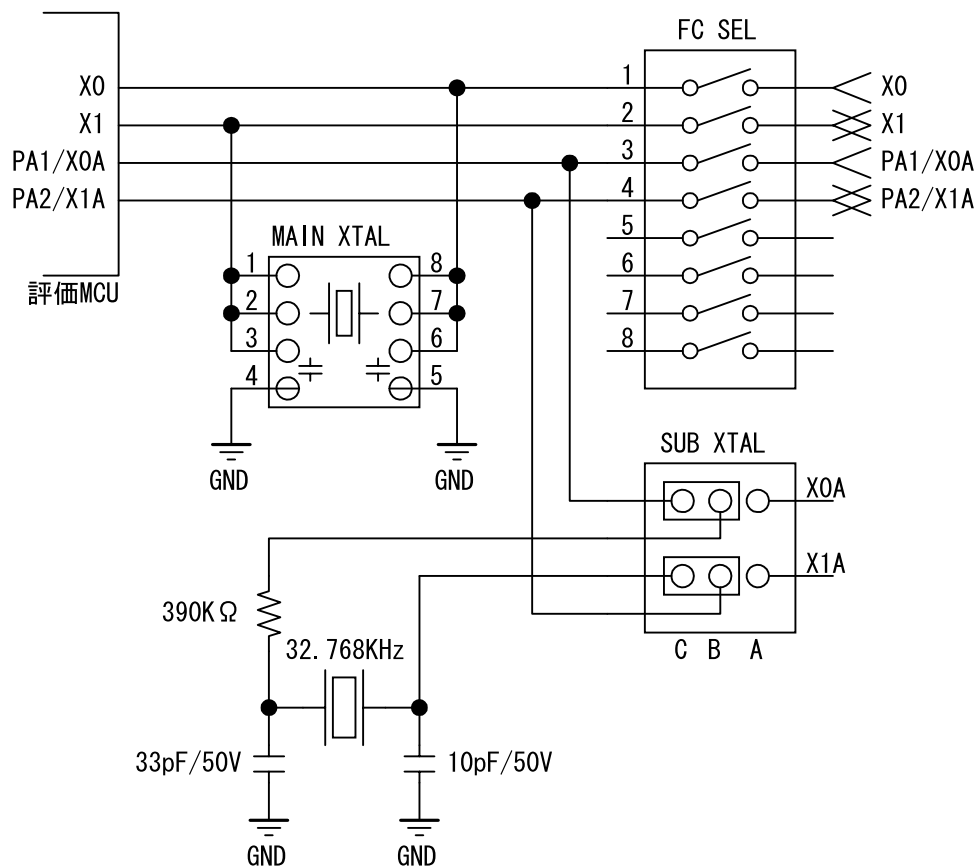 FC SEL
X0
1
X0
X1
2
X1
PA1/X0A
3
PA1/X0A
PA2/X1A
4
PA2/X1A
5
6
7
8
評価MCU
MAIN XTAL
1
8
2
7
3
6
4
5
GND
GND
SUB XTAL
X0A
X1A
C B A
390KΩ
32.768KHz
33pF/50V
10pF/50V
GND
GND